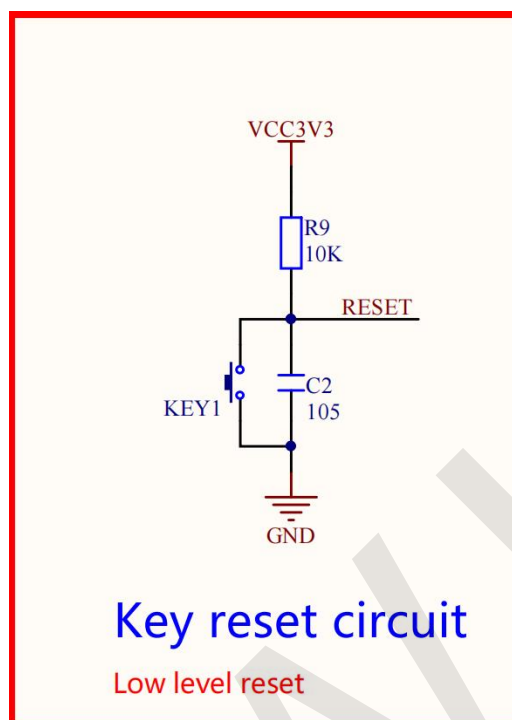 VCC3V3
R9
10K
RESET
KEY1
C2
105
GND
Key reset circuit
Low level reset